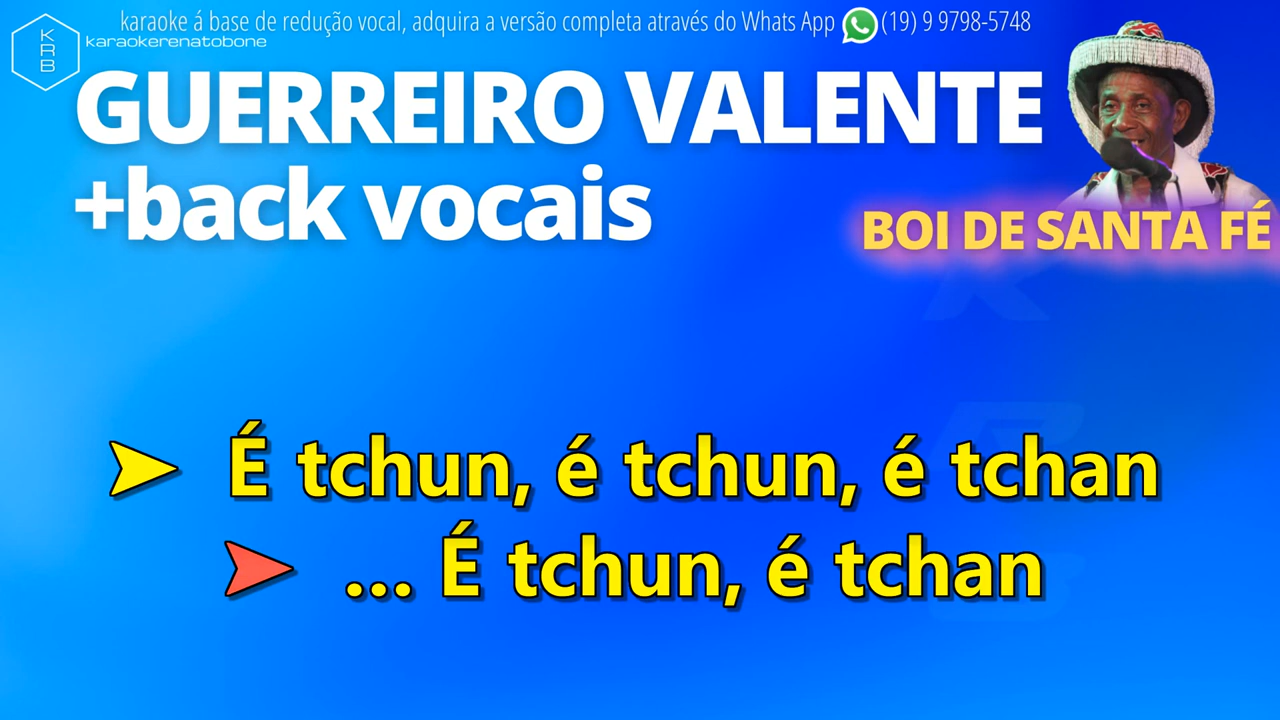 karaoke á base de redução vocal, adquira a versão completa através do Whats App (19) 9 9798-5748
KRB
karaokerenatobone
GUERREIRO VALENTE
+back vocais
BOI DE SANTA FÉ
É tchun, é tchun, é tchan
... É tchun, é tchan